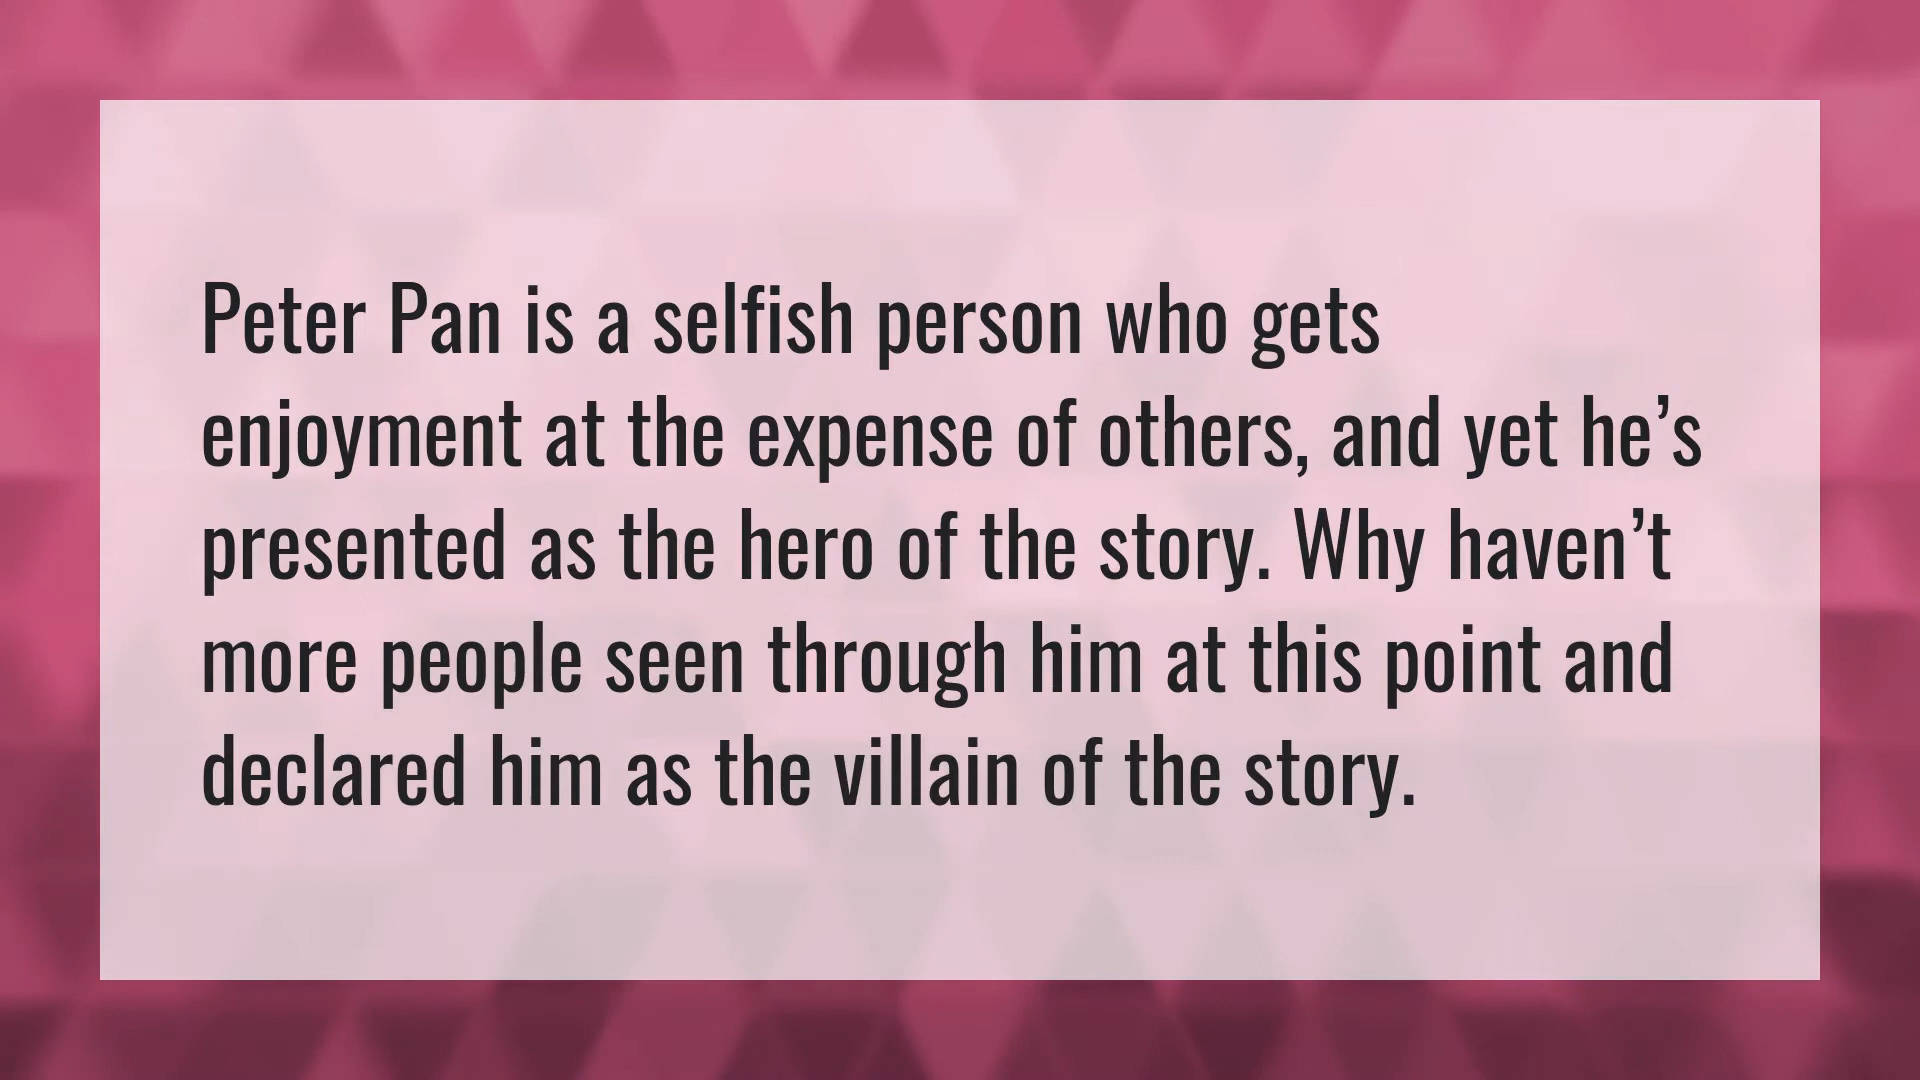 Peter Pan is a selfish person who gets
enjoyment at the expense of others, and yet he’s
presented as the hero of the story. Why haven’t
more people seen through him at this point and
declared him as the villain of the story.